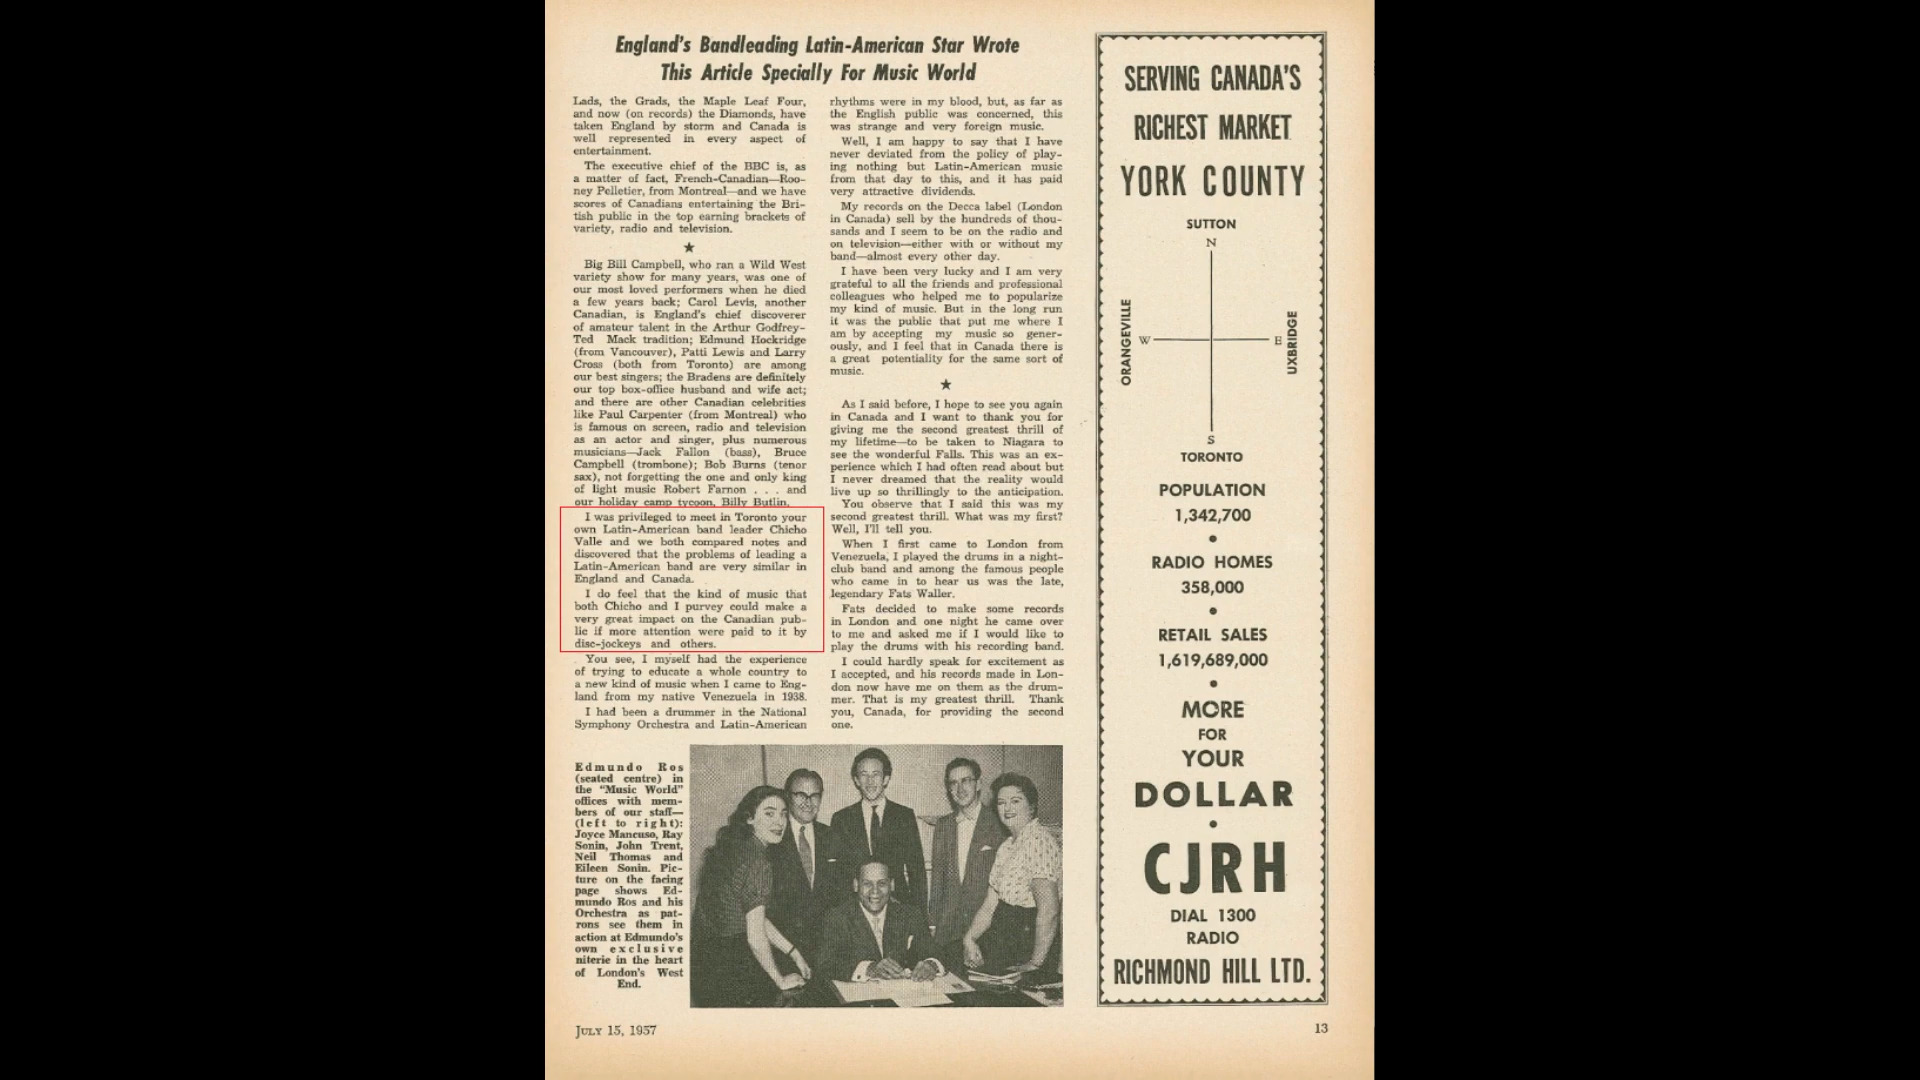 England's Bandleading Latin-American Star Wrote
This Article Specially For Music World
Lads, the Grads, the Maple Leaf Four,
and now (on records) the Diamonds, have
taken England by storm and Canada is
well represented in every aspect of
entertainment.
The executive chief of the BBC is, as
a matter of fact, French-Canadian—Roo-
ney Pelletier, from Montreal—and we have
scores of Canadians entertaining the Bri-
tish public in the top earning brackets of
variety, radio and television.
★
Big Bill Campbell, who ran a Wild West
variety show for many years, was one of
our most loved performers when he died
a few years back; Carol Levis, another
Canadian, is England's chief discoverer
of amateur talent in the Arthur Godfrey-
Ted Mack tradition; Edmund Hockridge
(from Vancouver), Patti Lewis and Larry
Cross (both from Toronto) are among
our best singers; the Bradens are definitely
our top box-office husband and wife act;
and there are other Canadian celebrities
like Paul Carpenter (from Montreal) who
is famous on screen, radio and television
as an actor and singer, plus numerous
musicians—Jack Fallon (bass), Bruce
Campbell (trombone); Bob Burns (tenor
sax), not forgetting the one and only king
of light music Robert Farnon . . . and
our holiday camp tycoon, Billy Butlin.
I was privileged to meet in Toronto your
own Latin-American band leader Chicho
Valle and we both compared notes and
discovered that the problems of leading a
Latin-American band are very similar in
England and Canada.
I do feel that the kind of music that
both Chicho and I purvey could make a
very great impact on the Canadian pub-
lic if more attention were paid to it by
disc-jockeys and others.
You see, I myself had the experience
of trying to educate a whole country to
a new kind of music when I came to Eng-
land from my native Venezuela in 1938.
I had been a drummer in the National
Symphony Orchestra and Latin-American
rhythms were in my blood, but, as far as
the English public was concerned, this
was strange and very foreign music.
Well, I am happy to say that I have
never deviated from the policy of play-
ing nothing but Latin-American music
from that day to this, and it has paid
very attractive dividends.
My records on the Decca label (London
in Canada) sell by the hundreds of thou-
sands and I seem to be on the radio and
on television—either with or without my
band—almost every other day.
I have been very lucky and I am very
grateful to all the friends and professional
colleagues who helped me to popularize
my kind of music. But in the long run
it was the public that put me where I
am by accepting my music so gener-
ously, and I feel that in Canada there is
a great potentiality for the same sort of
music.
★
As I said before, I hope to see you again
in Canada and I want to thank you for
giving me the second greatest thrill of
my lifetime—to be taken to Niagara to
see the wonderful Falls. This was an ex-
perience which I had often read about but
I never dreamed that the reality would
live up so thrillingly to the anticipation.
You observe that I said this was my
second greatest thrill. What was my first?
Well, I'll tell you.
When I first came to London from
Venezuela, I played the drums in a night-
club band and among the famous people
who came in to hear us was the late,
legendary Fats Waller.
Fats decided to make some records
in London and one night he came over
to me and asked me if I would like to
play the drums with his recording band.
I could hardly speak for excitement as
I accepted, and his records made in Lon-
don now have me on them as the drum-
mer. That is my greatest thrill. Thank
you, Canada, for providing the second
one.
Edmundo Ros
(seated centre) in
the "Music World"
offices with mem-
bers of our staff—
(left to right):
Joyce Mancuso, Ray
Sonin, John Trent,
Neil Thomas and
Eileen Sonin. Pic-
ture on the facing
page shows Ed-
mundo Ros and his
Orchestra as pat-
rons see them in
action at Edmundo's
own exclusive
niterie in the heart
of London's West
End.
SERVING CANADA'S
RICHEST MARKET
YORK COUNTY
SUTTON
N
ORANGEVILLE
W
E
UXBRIDGE
S
TORONTO
POPULATION
1,342,700
•
RADIO HOMES
358,000
•
RETAIL SALES
1,619,689,000
•
MORE
FOR
YOUR
DOLLAR
•
CJRH
DIAL 1300
RADIO
RICHMOND HILL LTD.
JULY 15, 1957
13